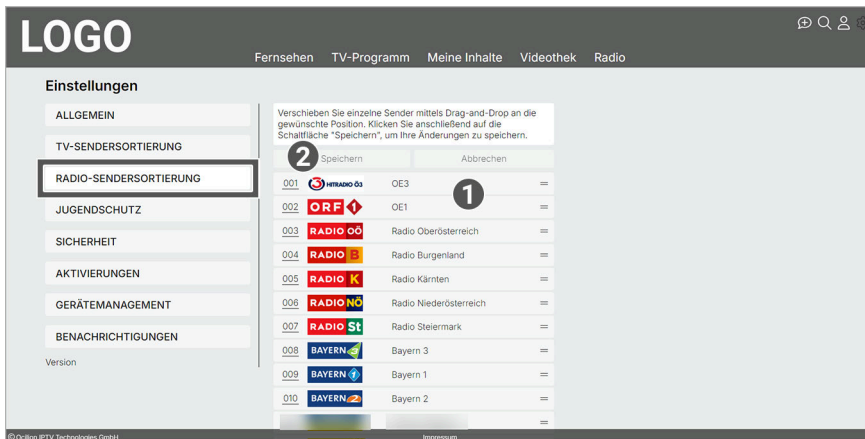 LOGO
Fernsehen TV-Programm Meine Inhalte Videothek Radio
Einstellungen
ALLGEMEIN
TV-SENDERSORTIERUNG
RADIO-SENDERSORTIERUNG
JUGENDSCHUTZ
SICHERHEIT
AKTIVIERUNGEN
GERÄTEMANAGEMENT
BENACHRICHTIGUNGEN
Version
Verschieben Sie einzelne Sender mittels Drag-and-Drop an die
gewünschte Position. Klicken Sie anschließend auf die
Schaltfläche "Speichern", um Ihre Änderungen zu speichern.
2 Speichern Abbrechen
1
001 3 HITRADIO Ö3 OE3
002 ORF 1 OE1
003 RADIO OÖ Radio Oberösterreich
004 RADIO B Radio Burgenland
005 RADIO K Radio Kärnten
006 RADIO NÖ Radio Niederösterreich
007 RADIO St Radio Steiermark
008 BAYERN 3 Bayern 3
009 BAYERN 1 Bayern 1
010 BAYERN 2 Bayern 2
© Ocilion IPTV Technologies GmbH Impressum